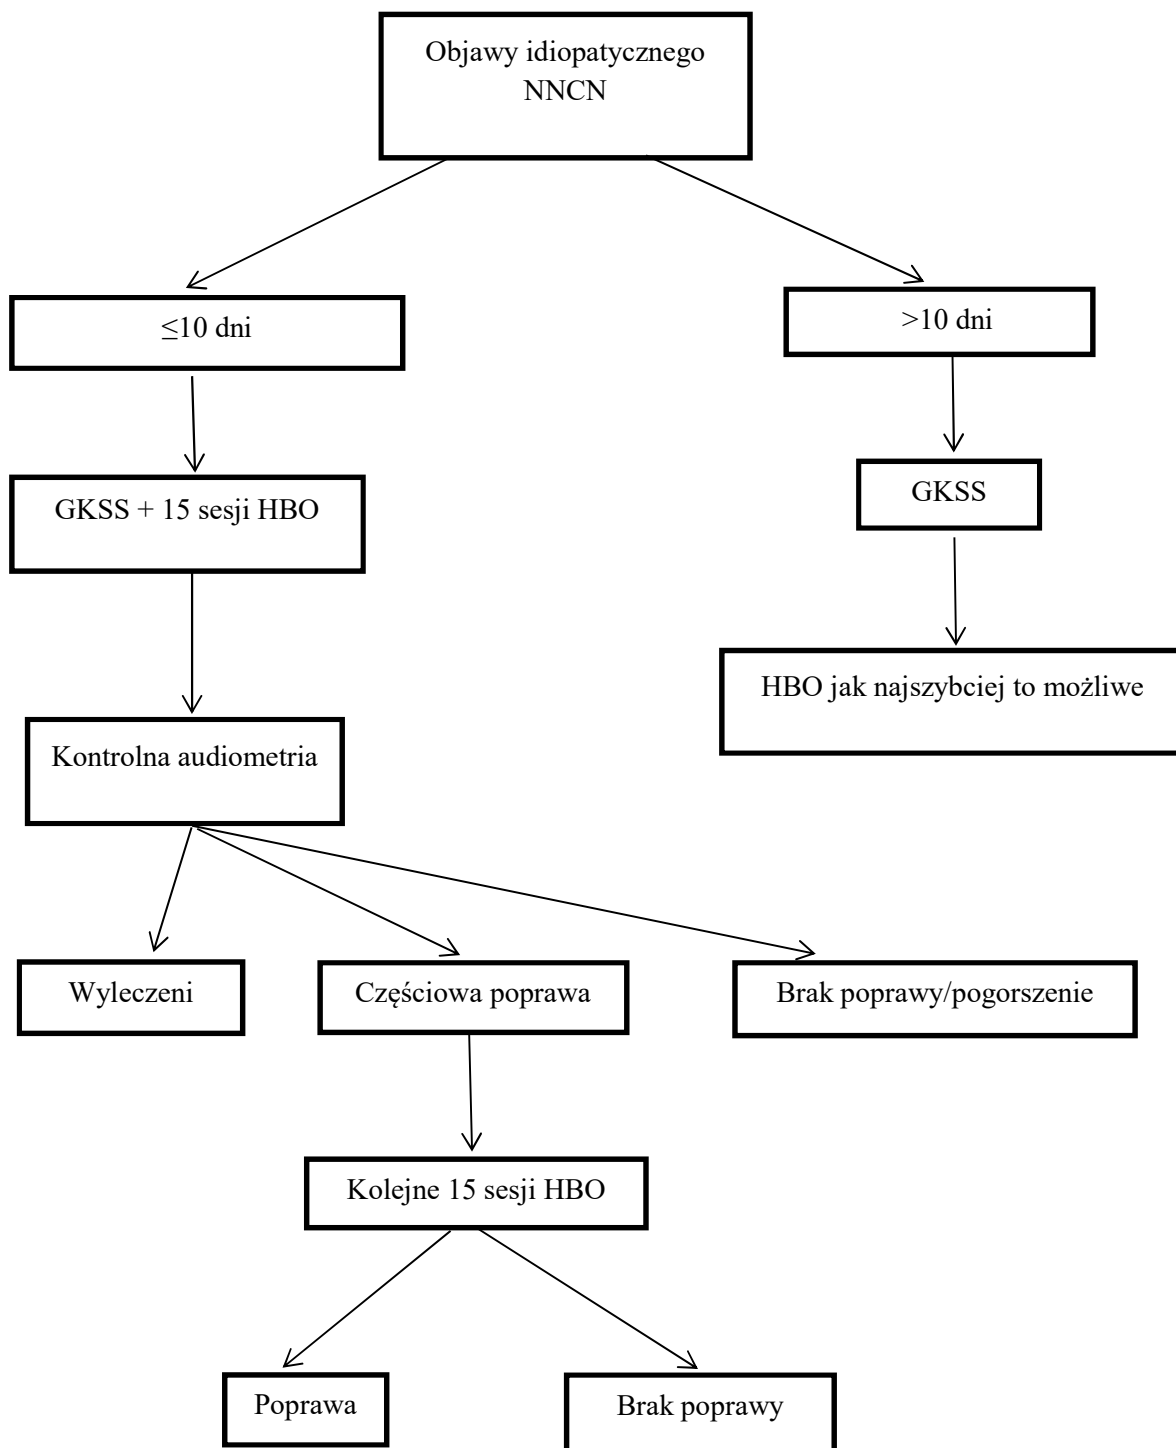 Objawy idiopatycznego
NNCN
≤10 dni
>10 dni
GKSS + 15 sesji HBO
GKSS
HBO jak najszybciej to możliwe
Kontrolna audiometria
Wyleczeni
Częściowa poprawa
Brak poprawy/pogorszenie
Kolejne 15 sesji HBO
Poprawa
Brak poprawy